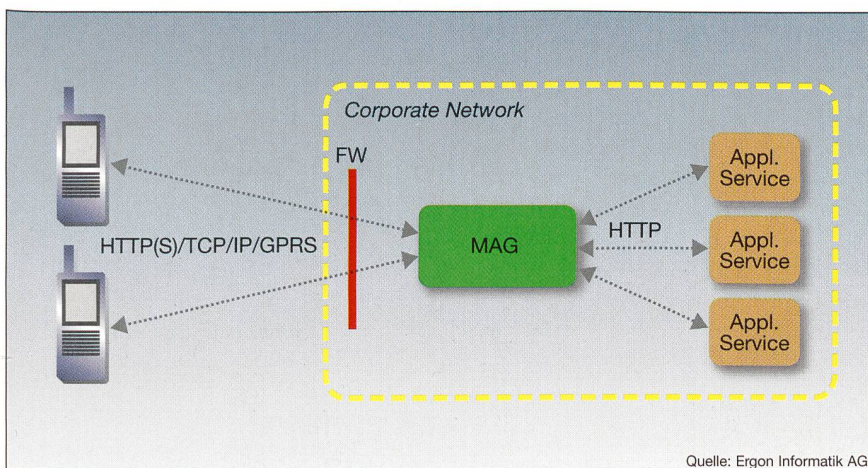 Corporate Network
FW
HTTP(S)/TCP/IP/GPRS
MAG
HTTP
Appl.
Service
Appl.
Service
Appl.
Service
Quelle: Ergon Informatik AG